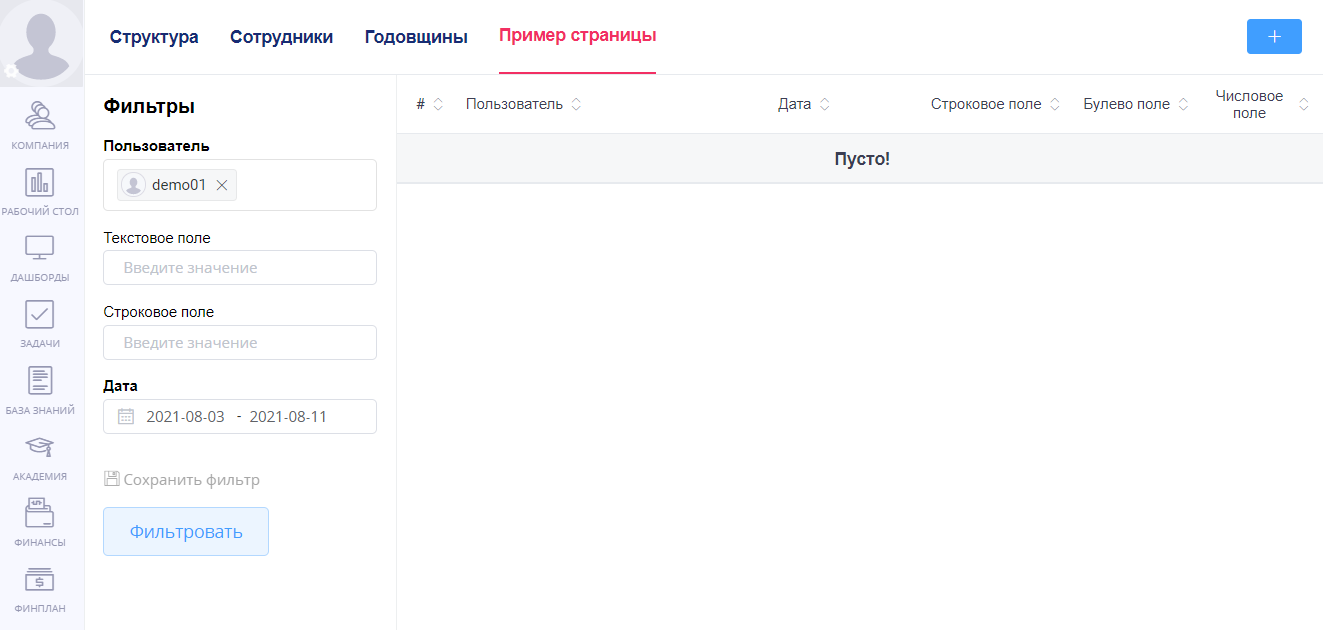 Структура Сотрудники Годовщины Пример страницы +
КОМПАНИЯ
РАБОЧИЙ СТОЛ
ДАШБОРДЫ
ЗАДАЧИ
БАЗА ЗНАНИЙ
АКАДЕМИЯ
ФИНАНСЫ
ФИНПЛАН
Фильтры
Пользователь
demo01
Текстовое поле
Введите значение
Строковое поле
Введите значение
Дата
2021-08-03 - 2021-08-11
Сохранить фильтр
Фильтровать
# Пользователь Дата Строковое поле Булево поле Числовое
поле
Пусто!